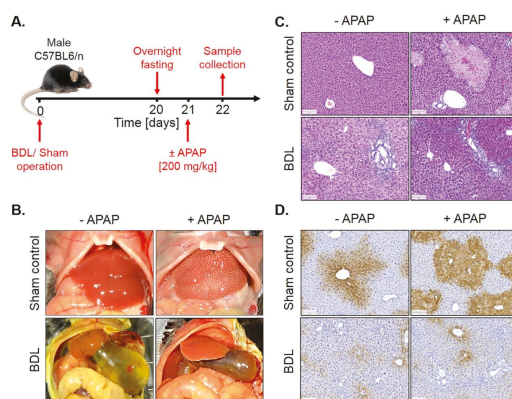 A.
Male
C57BL6/n
Overnight
fasting
Sample
collection
0
20
21
22
Time [days]
BDL/ Sham
operation
± APAP
[200 mg/kg]
B.
- APAP
+ APAP
Sham control
BDL
C.
- APAP
+ APAP
Sham control
BDL
D.
- APAP
+ APAP
Sham control
BDL